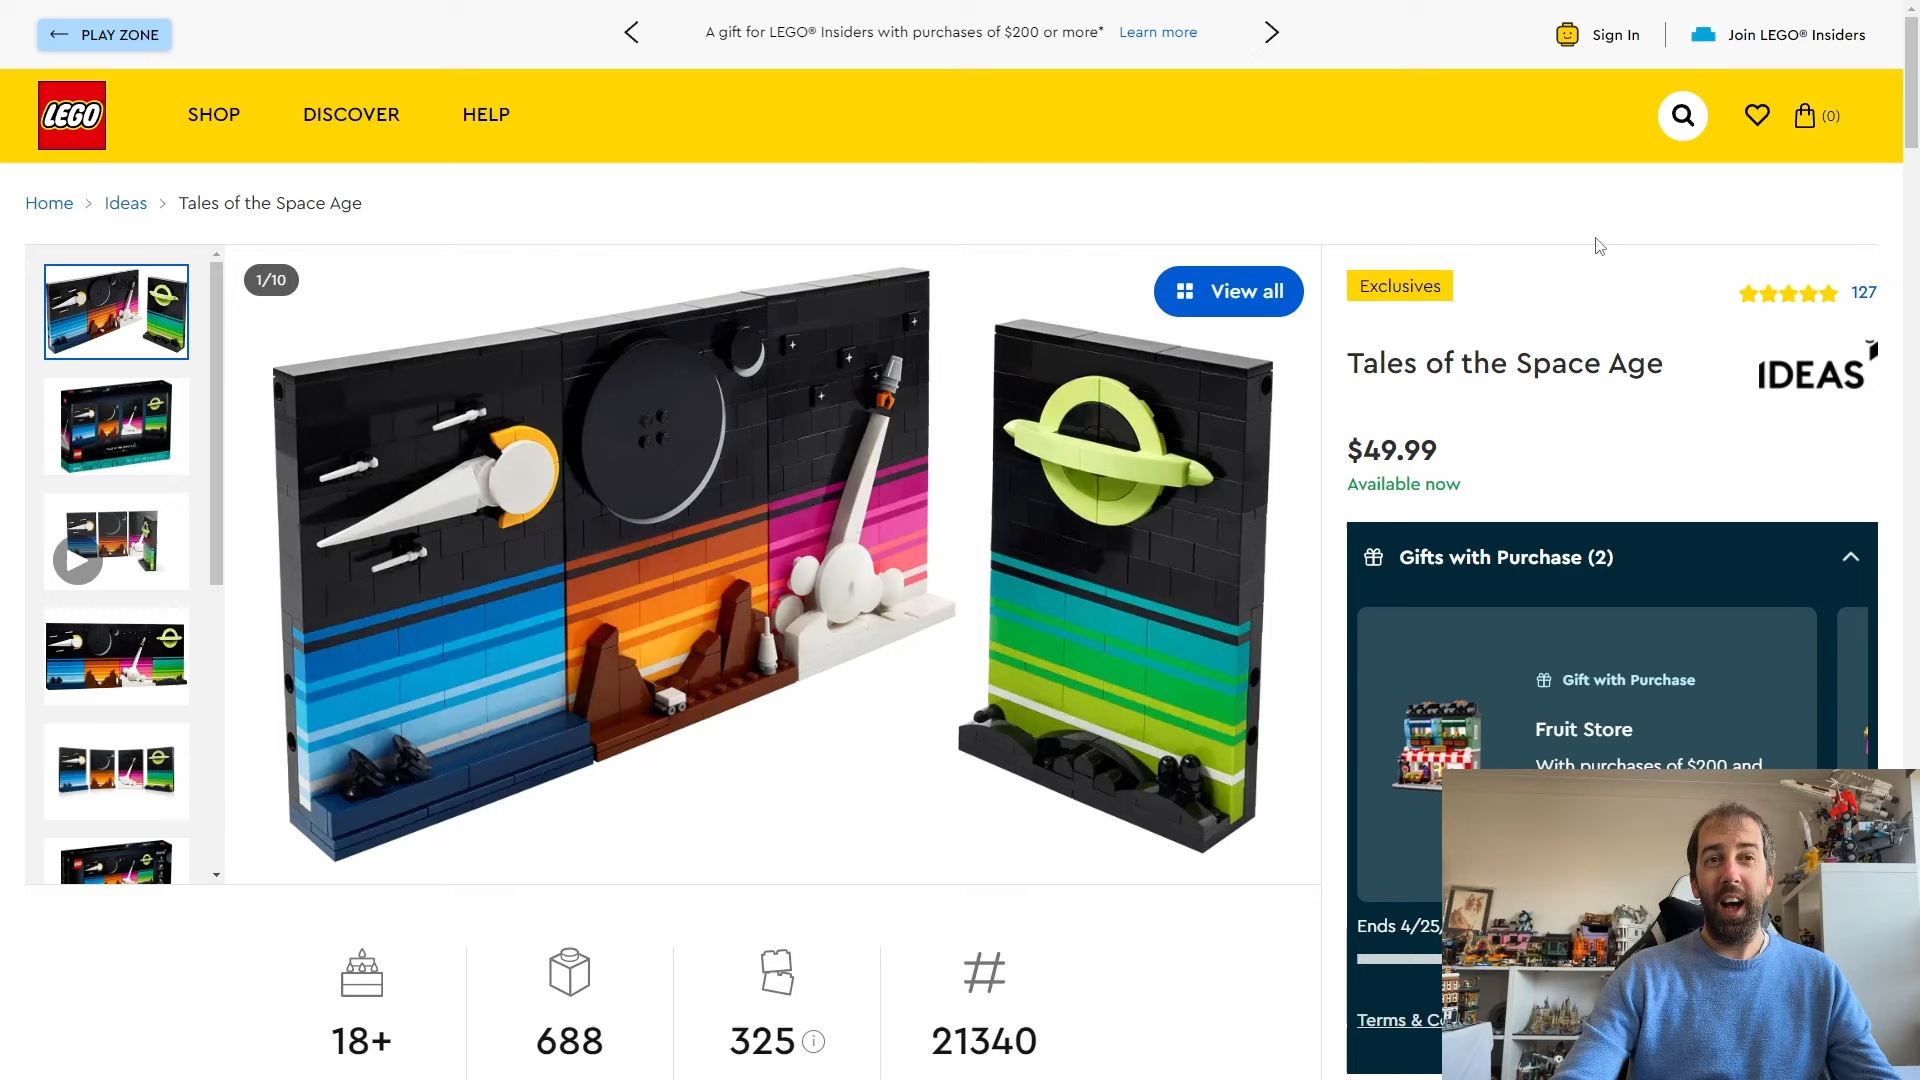 PLAY ZONE
A gift for LEGO® Insiders with purchases of $200 or more* Learn more
Sign In
Join LEGO® Insiders
LEGO
SHOP
DISCOVER
HELP
(0)
Home > Ideas > Tales of the Space Age
1/10
View all
Exclusives
127
Tales of the Space Age
IDEAS
$49.99
Available now
Gifts with Purchase (2)
Gift with Purchase
Fruit Store
With purchases of $200 and
Ends 4/25/
Terms & C
18+
688
325
#
21340